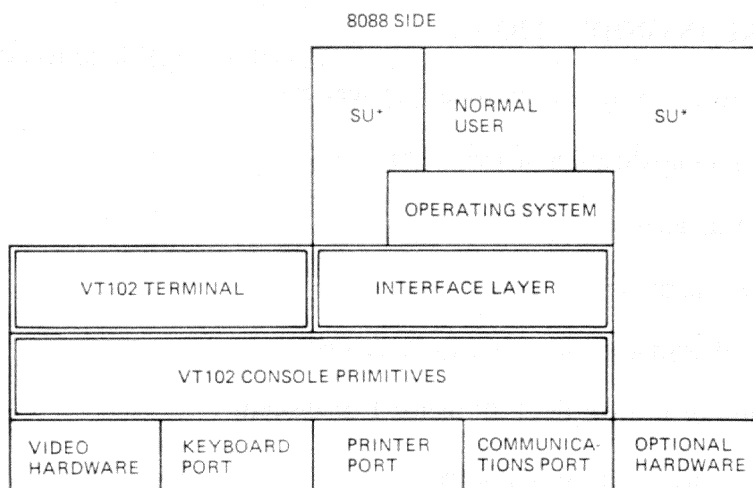 8088 SIDE
SU*
NORMAL
USER
SU*
OPERATING SYSTEM
VT102 TERMINAL
INTERFACE LAYER
VT102 CONSOLE PRIMITIVES
VIDEO
HARDWARE
KEYBOARD
PORT
PRINTER
PORT
COMMUNICA-
TIONS PORT
OPTIONAL
HARDWARE